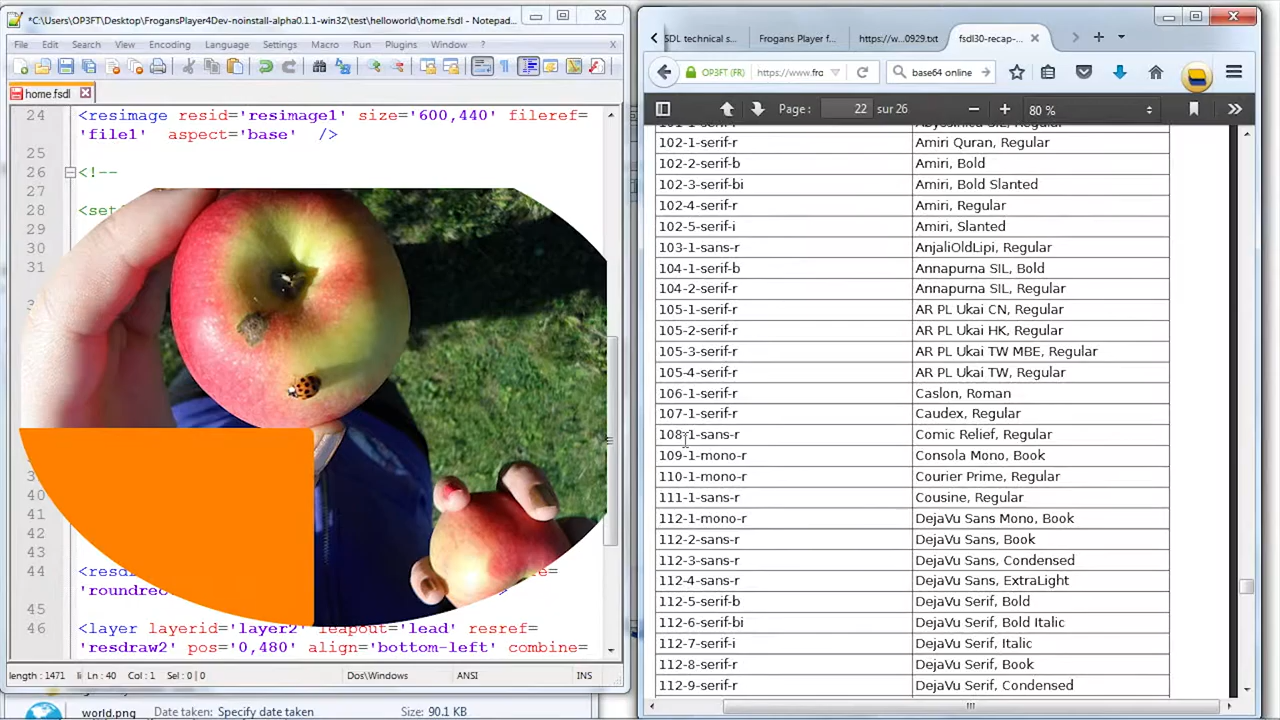 *C:\Users\OP3FT\Desktop\FrogansPlayer4Dev-noinstall-alpha0.1.1-win32\test\helloworld\home.fsdl - Notepad...
File Edit Search View Encoding Language Settings Macro Run Plugins Window ? X
home.fsdl
24 <resimage resid='resimage1' size='600,440' fileref=
'file1' aspect='base' />
25
26 <!--
27
28 <set
29
30
31
40
41
42
43
44 <res
'roundrec
45
46 <layer layerid='layer2' leapout='lead' resref=
'resdraw2' pos='0,480' align='bottom-left' combine=
length : 1471 li Ln : 40 Col : 1 Sel : 0 | 0 Dos\Windows ANSI INS
world.png Date taken: Specify date taken Size: 90.1 KB
SDL technical s... Frogans Player f... https://w...0929.txt fsdl30-recap-...
OP3FT (FR) https://www.fro base64 online
Page : 22 sur 26 80 %
102-1-serif-r Amiri Quran, Regular
102-2-serif-b Amiri, Bold
102-3-serif-bi Amiri, Bold Slanted
102-4-serif-r Amiri, Regular
102-5-serif-i Amiri, Slanted
103-1-sans-r AnjaliOldLipi, Regular
104-1-serif-b Annapurna SIL, Bold
104-2-serif-r Annapurna SIL, Regular
105-1-serif-r AR PL Ukai CN, Regular
105-2-serif-r AR PL Ukai HK, Regular
105-3-serif-r AR PL Ukai TW MBE, Regular
105-4-serif-r AR PL Ukai TW, Regular
106-1-serif-r Caslon, Roman
107-1-serif-r Caudex, Regular
108-1-sans-r Comic Relief, Regular
109-1-mono-r Consola Mono, Book
110-1-mono-r Courier Prime, Regular
111-1-sans-r Cousine, Regular
112-1-mono-r DejaVu Sans Mono, Book
112-2-sans-r DejaVu Sans, Book
112-3-sans-r DejaVu Sans, Condensed
112-4-sans-r DejaVu Sans, ExtraLight
112-5-serif-b DejaVu Serif, Bold
112-6-serif-bi DejaVu Serif, Bold Italic
112-7-serif-i DejaVu Serif, Italic
112-8-serif-r DejaVu Serif, Book
112-9-serif-r DejaVu Serif, Condensed